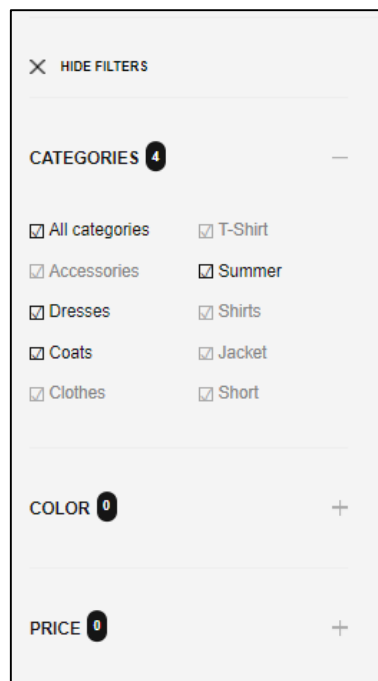 HIDE FILTERS
CATEGORIES 4
All categories T-Shirt
Accessories Summer
Dresses Shirts
Coats Jacket
Clothes Short
COLOR 0
PRICE 0